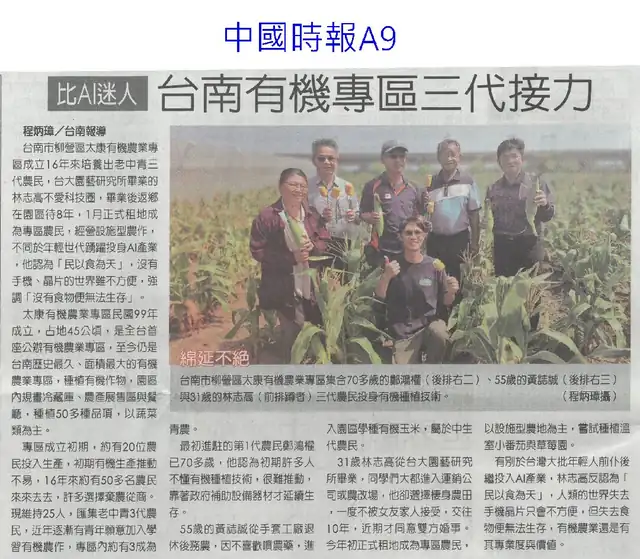 中國時報A9
比AI迷人
台南有機專區三代接力
程炳璋／台南報導
台南市柳營區太康有機農業專
區成立16年來培養出老中青三
代農民，台大園藝研究所畢業的
林志高不愛科技圈，畢業後返鄉
在園區待8年，1月正式租地成
為專區農民，經營設施型農作，
不同於年輕世代踴躍投身AI產業
，他認為「民以食為天」，沒有
手機、晶片的世界雖不方便，強
調「沒有食物便無法生存」。
太康有機農業專區民國99年
成立，占地45公頃，是全台首
座公辦有機農業專區，至今仍是
台南歷史最久、面積最大的有機
農業專區，種植有機作物，園區
內規畫冷藏庫、農產展售區與餐
廳，種植50多種品項，以蔬菜
類為主。
專區成立初期，約有20位農
民投入生產，初期有機生產推動
不易，16年來約有50多名農民
來來去去，許多選擇棄農從商。
現維持25人，匯集老中青3代農
民，近年逐漸有青年願意加入學
習有機農作，專區內約有3成為
綿延不絕
台南市柳營區太康有機農業專區集合70多歲的鄭鴻權（後排右二）、55歲的黃誌誠（後排右三）
與31歲的林志高（前排蹲者）三代農民投身有機種植技術。（程炳璋攝）
青農。
最初進駐的第1代農民鄭鴻權
已70多歲，他認為初期許多人
不懂有機種植技術，很難推動，
靠著政府補助設備器材才延續生
存。
55歲的黃誌誠從手套工廠退
休後務農，因不喜歡噴農藥，進
入園區學種有機玉米，屬於中生
代農民。
31歲林志高從台大園藝研究
所畢業，同學們大都進入運銷公
司或農改場，他卻選擇硬身農田
，一度不被女友家人接受，交往
10年，近期才同意雙方婚事。
今年初正式租地成為專區農民，
以設施型農地為主，嘗試種植溫
室小番茄與草莓園。
有別於台灣大批年輕人前仆後
繼投入AI產業，林志高反認為「
民以食為天」，人類的世界失去
手機晶片只會不方便，但失去食
物便無法生存，有機農業還是有
其專業度與價值。